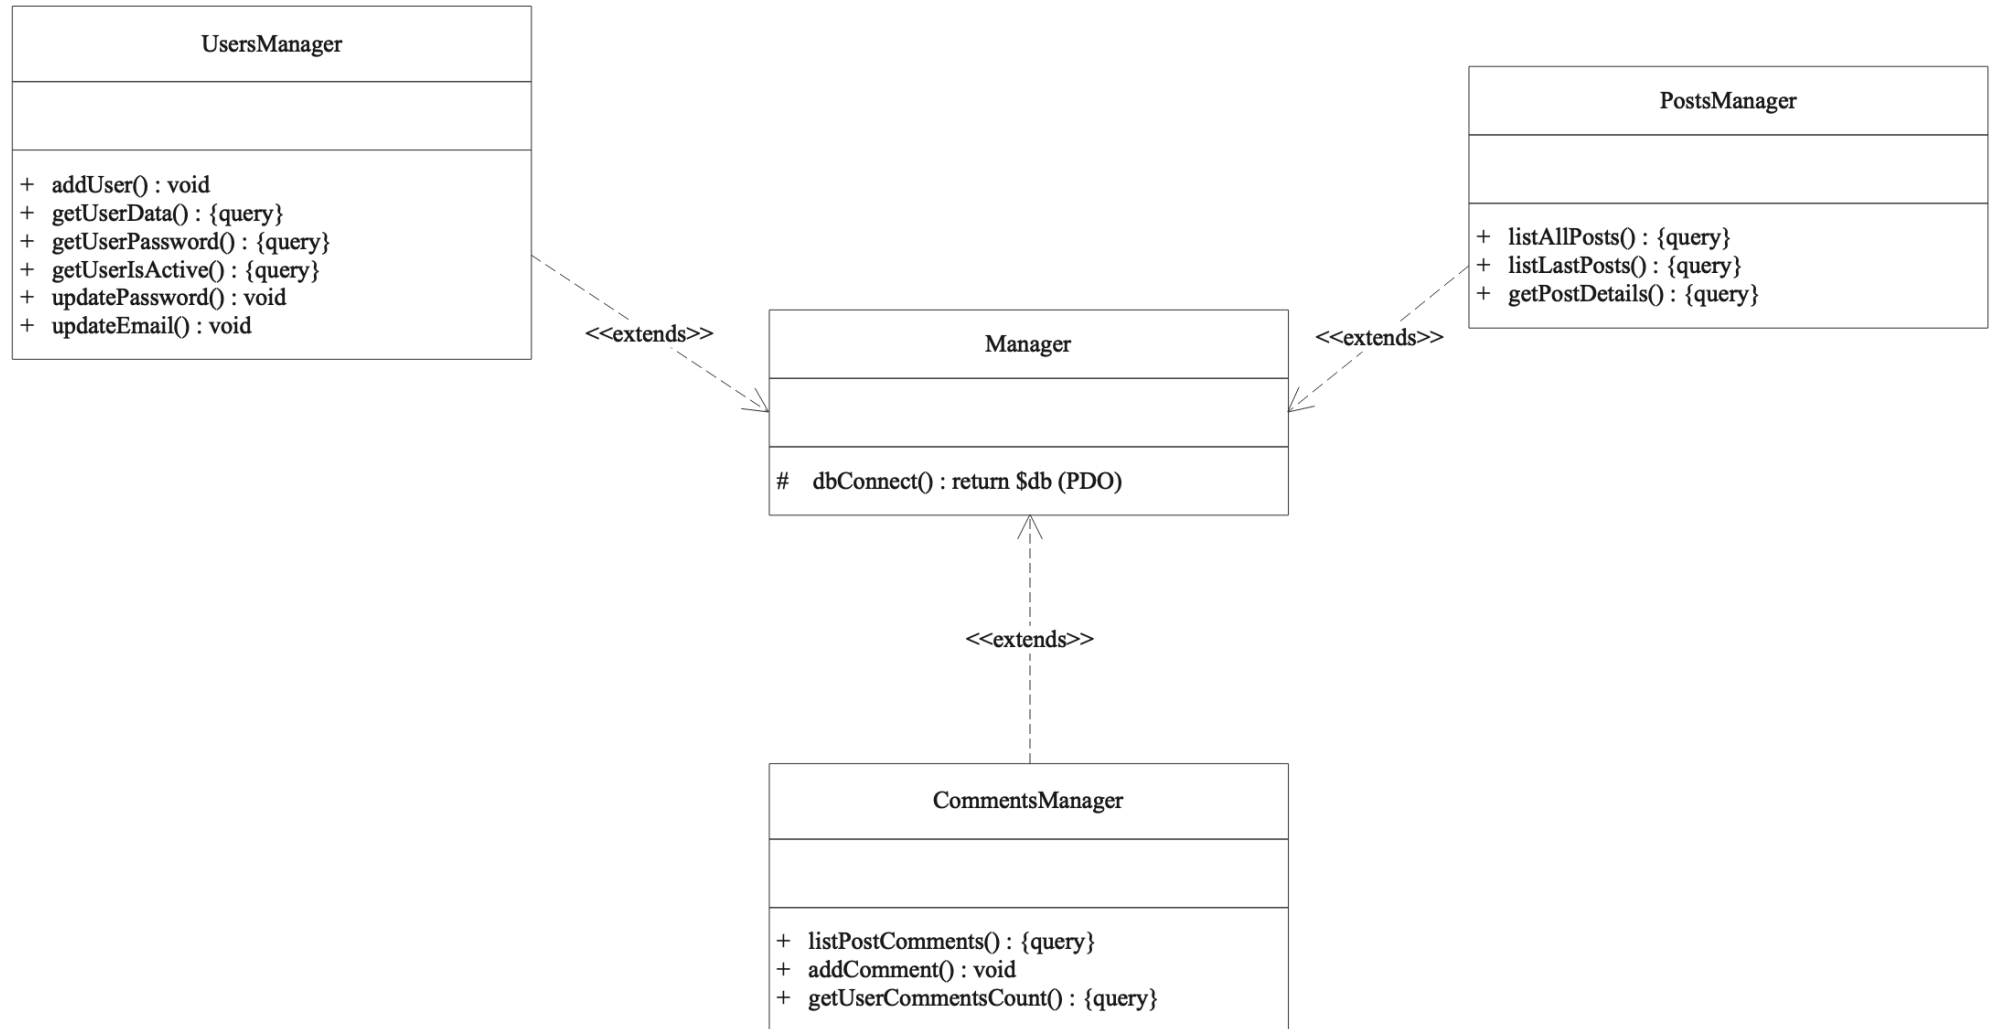 UsersManager
+ addUser() : void
+ getUserData() : {query}
+ getUserPassword() : {query}
+ getUserIsActive() : {query}
+ updatePassword() : void
+ updateEmail() : void
PostsManager
+ listAllPosts() : {query}
+ listLastPosts() : {query}
+ getPostDetails() : {query}
<<extends>>
<<extends>>
Manager
# dbConnect() : return $db (PDO)
<<extends>>
CommentsManager
+ listPostComments() : {query}
+ addComment() : void
+ getUserCommentsCount() : {query}